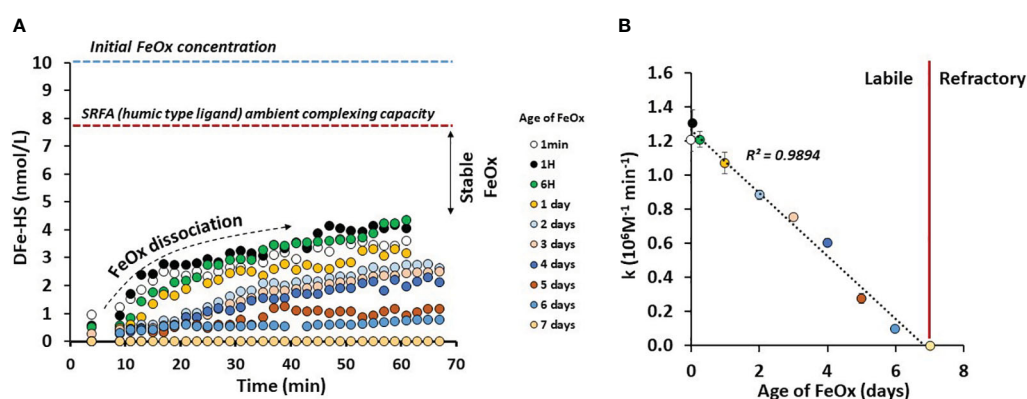 A
Initial FeOx concentration
10
9
8
7
6
5
4
3
2
1
0
DFe-HS (nmol/L)
SRFA (humic type ligand) ambient complexing capacity
FeOx dissociation
Stable
FeOx
0 10 20 30 40 50 60 70
Time (min)
Age of FeOx
1min
1H
6H
1 day
2 days
3 days
4 days
5 days
6 days
7 days
B
Labile
Refractory
1.6
1.4
1.2
1.0
0.8
0.6
0.4
0.2
0.0
k (10⁶M⁻¹ min⁻¹)
R² = 0.9894
0 2 4 6 8
Age of FeOx (days)